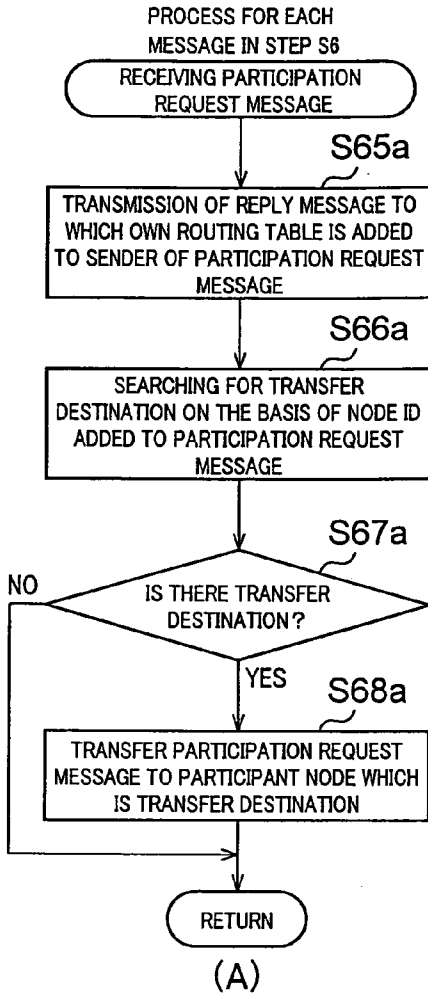 PROCESS FOR EACH
MESSAGE IN STEP S6
RECEIVING PARTICIPATION
REQUEST MESSAGE
S65a
TRANSMISSION OF REPLY MESSAGE TO
WHICH OWN ROUTING TABLE IS ADDED
TO SENDER OF PARTICIPATION REQUEST
MESSAGE
S66a
SEARCHING FOR TRANSFER
DESTINATION ON THE BASIS OF NODE ID
ADDED TO PARTICIPATION REQUEST
MESSAGE
S67a
NO
IS THERE TRANSFER
DESTINATION?
YES
S68a
TRANSFER PARTICIPATION REQUEST
MESSAGE TO PARTICIPANT NODE WHICH
IS TRANSFER DESTINATION
RETURN
(A)